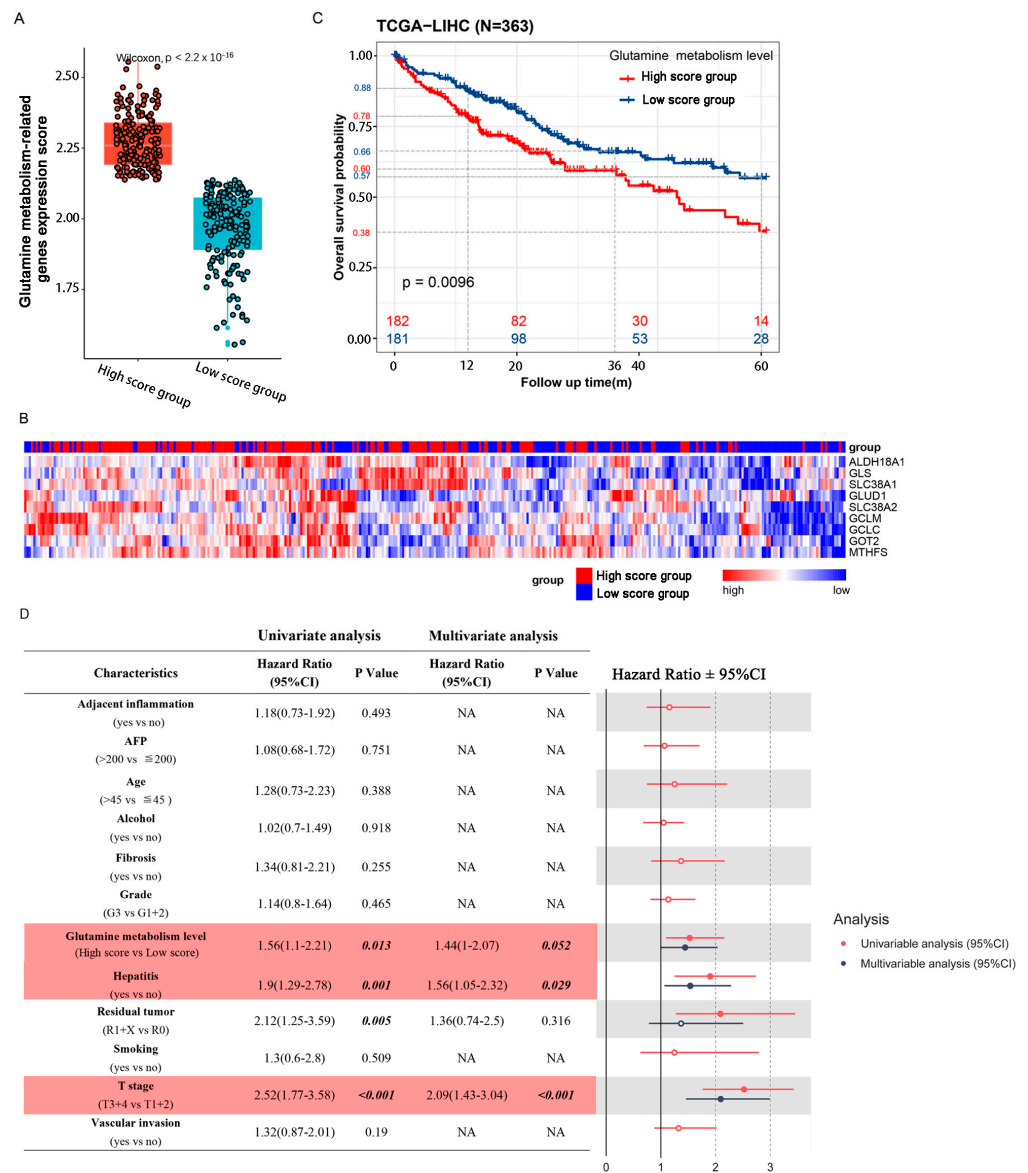 A
Wilcoxon, p < 2.2 x 10⁻¹⁶
2.50
2.25
2.00
1.75
Glutamine metabolism-related
genes expression score
High score group
Low score group
C
TCGA−LIHC (N=363)
Glutamine metabolism level
High score group
Low score group
1.00
0.88
0.78
0.75
0.66
0.60
0.57
0.50
0.38
0.25
0.00
Overall survival probability
p = 0.0096
182 82 30 14
181 98 53 28
0 12 20 36 40 60
Follow up time(m)
B
group
ALDH18A1
GLS
SLC38A1
GLUD1
SLC38A2
GCLM
GCLC
GOT2
MTHFS
group
High score group
Low score group
high low
D
Univariate analysis Multivariate analysis
Characteristics Hazard Ratio (95%CI) P Value Hazard Ratio (95%CI) P Value Hazard Ratio ± 95%CI
Adjacent inflammation
(yes vs no) 1.18(0.73-1.92) 0.493 NA NA
AFP
(>200 vs ≦200) 1.08(0.68-1.72) 0.751 NA NA
Age
(>45 vs ≦45 ) 1.28(0.73-2.23) 0.388 NA NA
Alcohol
(yes vs no) 1.02(0.7-1.49) 0.918 NA NA
Fibrosis
(yes vs no) 1.34(0.81-2.21) 0.255 NA NA
Grade
(G3 vs G1+2) 1.14(0.8-1.64) 0.465 NA NA
Glutamine metabolism level
(High score vs Low score) 1.56(1.1-2.21) 0.013 1.44(1-2.07) 0.052
Hepatitis
(yes vs no) 1.9(1.29-2.78) 0.001 1.56(1.05-2.32) 0.029
Residual tumor
(R1+X vs R0) 2.12(1.25-3.59) 0.005 1.36(0.74-2.5) 0.316
Smoking
(yes vs no) 1.3(0.6-2.8) 0.509 NA NA
T stage
(T3+4 vs T1+2) 2.52(1.77-3.58) <0.001 2.09(1.43-3.04) <0.001
Vascular invasion
(yes vs no) 1.32(0.87-2.01) 0.19 NA NA
0 1 2 3
Analysis
Univariable analysis (95%CI)
Multivariable analysis (95%CI)